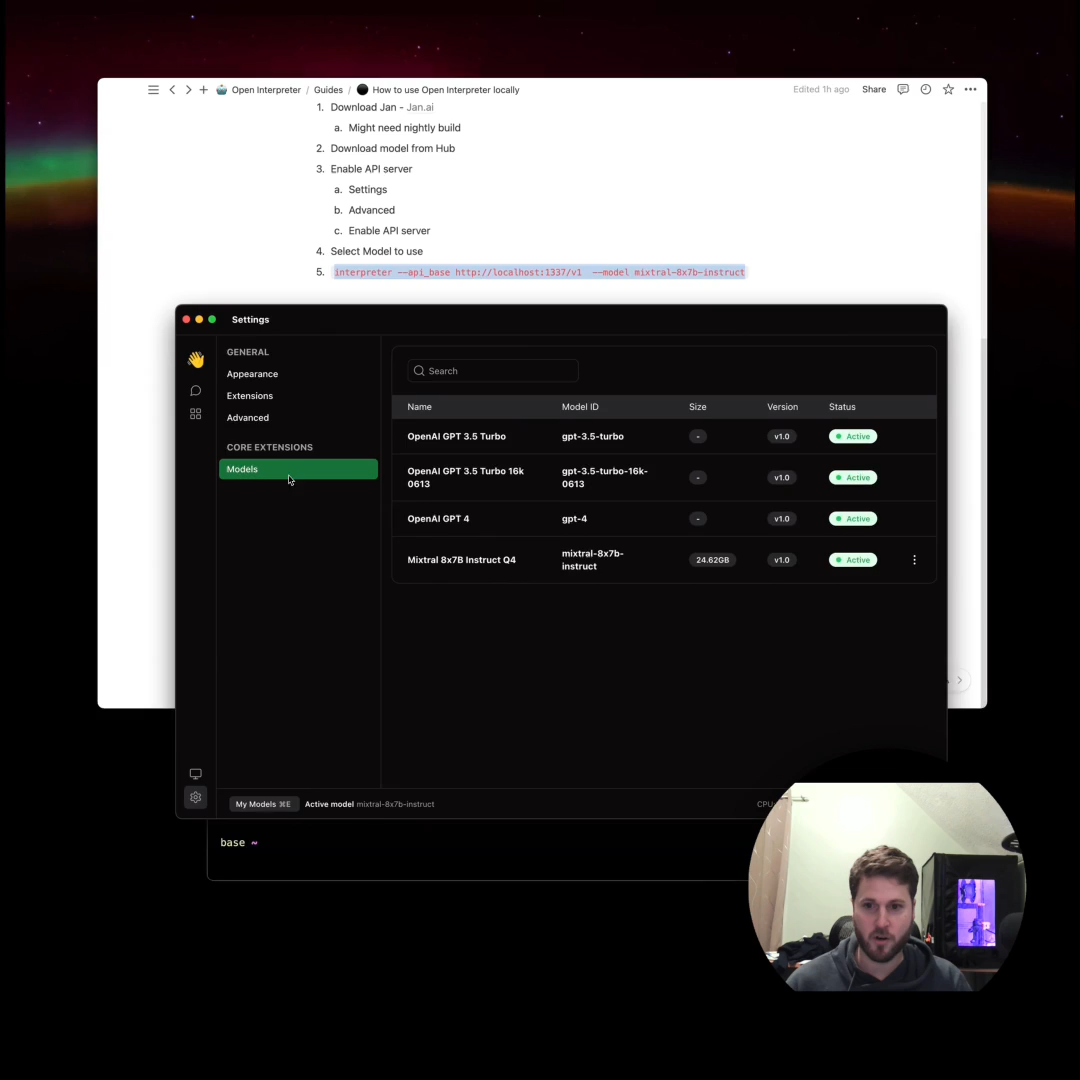 Open Interpreter / Guides / How to use Open Interpreter locally
Edited 1h ago Share
1. Download Jan - Jan.ai
a. Might need nightly build
2. Download model from Hub
3. Enable API server
a. Settings
b. Advanced
c. Enable API server
4. Select Model to use
5. interpreter --api_base http://localhost:1337/v1 --model mixtral-8x7b-instruct
Settings
GENERAL
Appearance
Extensions
Advanced
CORE EXTENSIONS
Models
Search
Name Model ID Size Version Status
OpenAI GPT 3.5 Turbo gpt-3.5-turbo - v1.0 Active
OpenAI GPT 3.5 Turbo 16k gpt-3.5-turbo-16k- - v1.0 Active
0613 0613
OpenAI GPT 4 gpt-4 - v1.0 Active
Mixtral 8x7B Instruct Q4 mixtral-8x7b- 24.62GB v1.0 Active
instruct
My Models ⌘E Active model mixtral-8x7b-instruct CPU
base ~